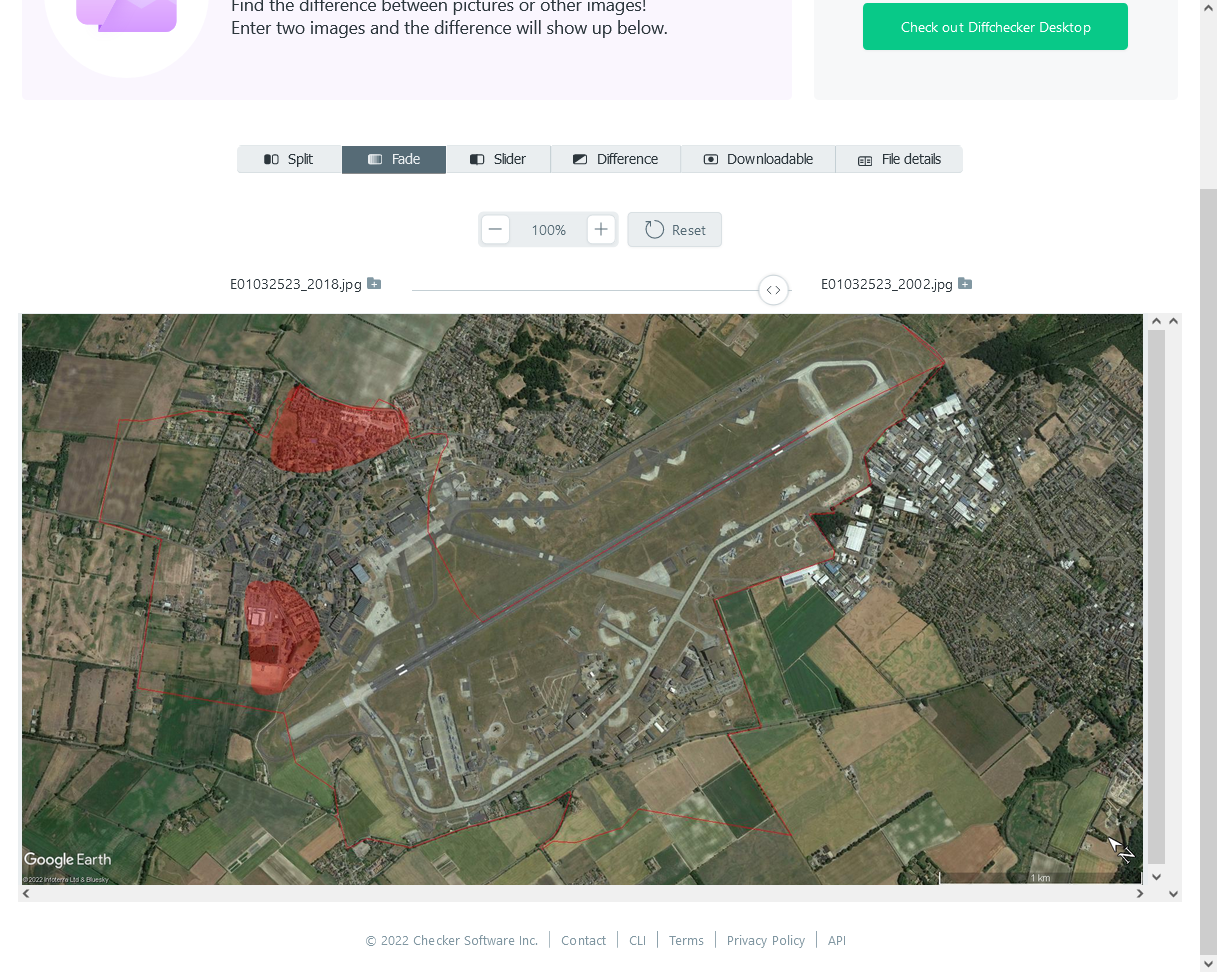 Find the difference between pictures or other images!
Enter two images and the difference will show up below.
Check out Diffchecker Desktop
Split
Fade
Slider
Difference
Downloadable
File details
100%
Reset
E01032523_2018.jpg
E01032523_2002.jpg
Google Earth
©2022 Infoterra Ltd & Bluesky
1 km
© 2022 Checker Software Inc.
Contact
CLI
Terms
Privacy Policy
API